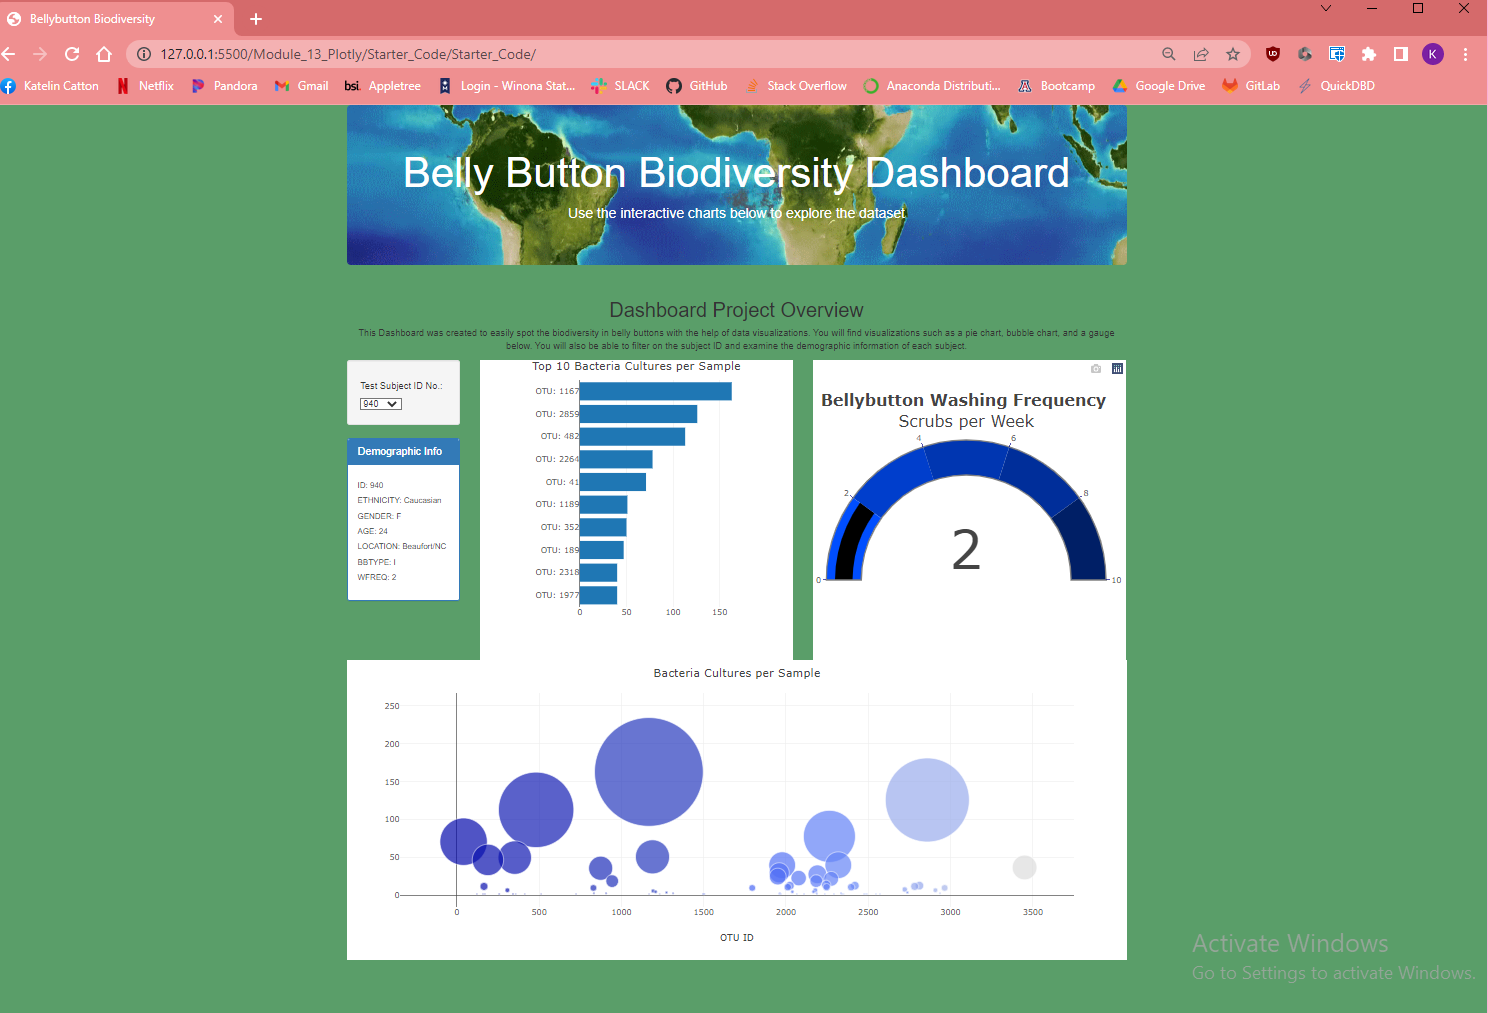 Bellybutton Biodiversity
127.0.0.1:5500/Module_13_Plotly/Starter_Code/Starter_Code/
K
Katelin Catton
Netflix
Pandora
Gmail
bsi. Appletree
Login - Winona Stat...
SLACK
GitHub
Stack Overflow
Anaconda Distributi...
Bootcamp
Google Drive
GitLab
QuickDBD
Belly Button Biodiversity Dashboard
Use the interactive charts below to explore the dataset
Dashboard Project Overview
This Dashboard was created to easily spot the biodiversity in belly buttons with the help of data visualizations. You will find visualizations such as a pie chart, bubble chart, and a gauge
below. You will also be able to filter on the subject ID and examine the demographic information of each subject.
Test Subject ID No.:
940
Demographic Info
ID: 940
ETHNICITY: Caucasian
GENDER: F
AGE: 24
LOCATION: Beaufort/NC
BBTYPE: I
WFREQ: 2
Top 10 Bacteria Cultures per Sample
OTU: 1167
OTU: 2859
OTU: 482
OTU: 2264
OTU: 41
OTU: 1189
OTU: 352
OTU: 189
OTU: 2318
OTU: 1977
0 50 100 150
Bellybutton Washing Frequency
Scrubs per Week
4 6
2 8
2
0 10
Bacteria Cultures per Sample
250
200
150
100
50
0
0 500 1000 1500 2000 2500 3000 3500
OTU ID
Activate Windows
Go to Settings to activate Windows.